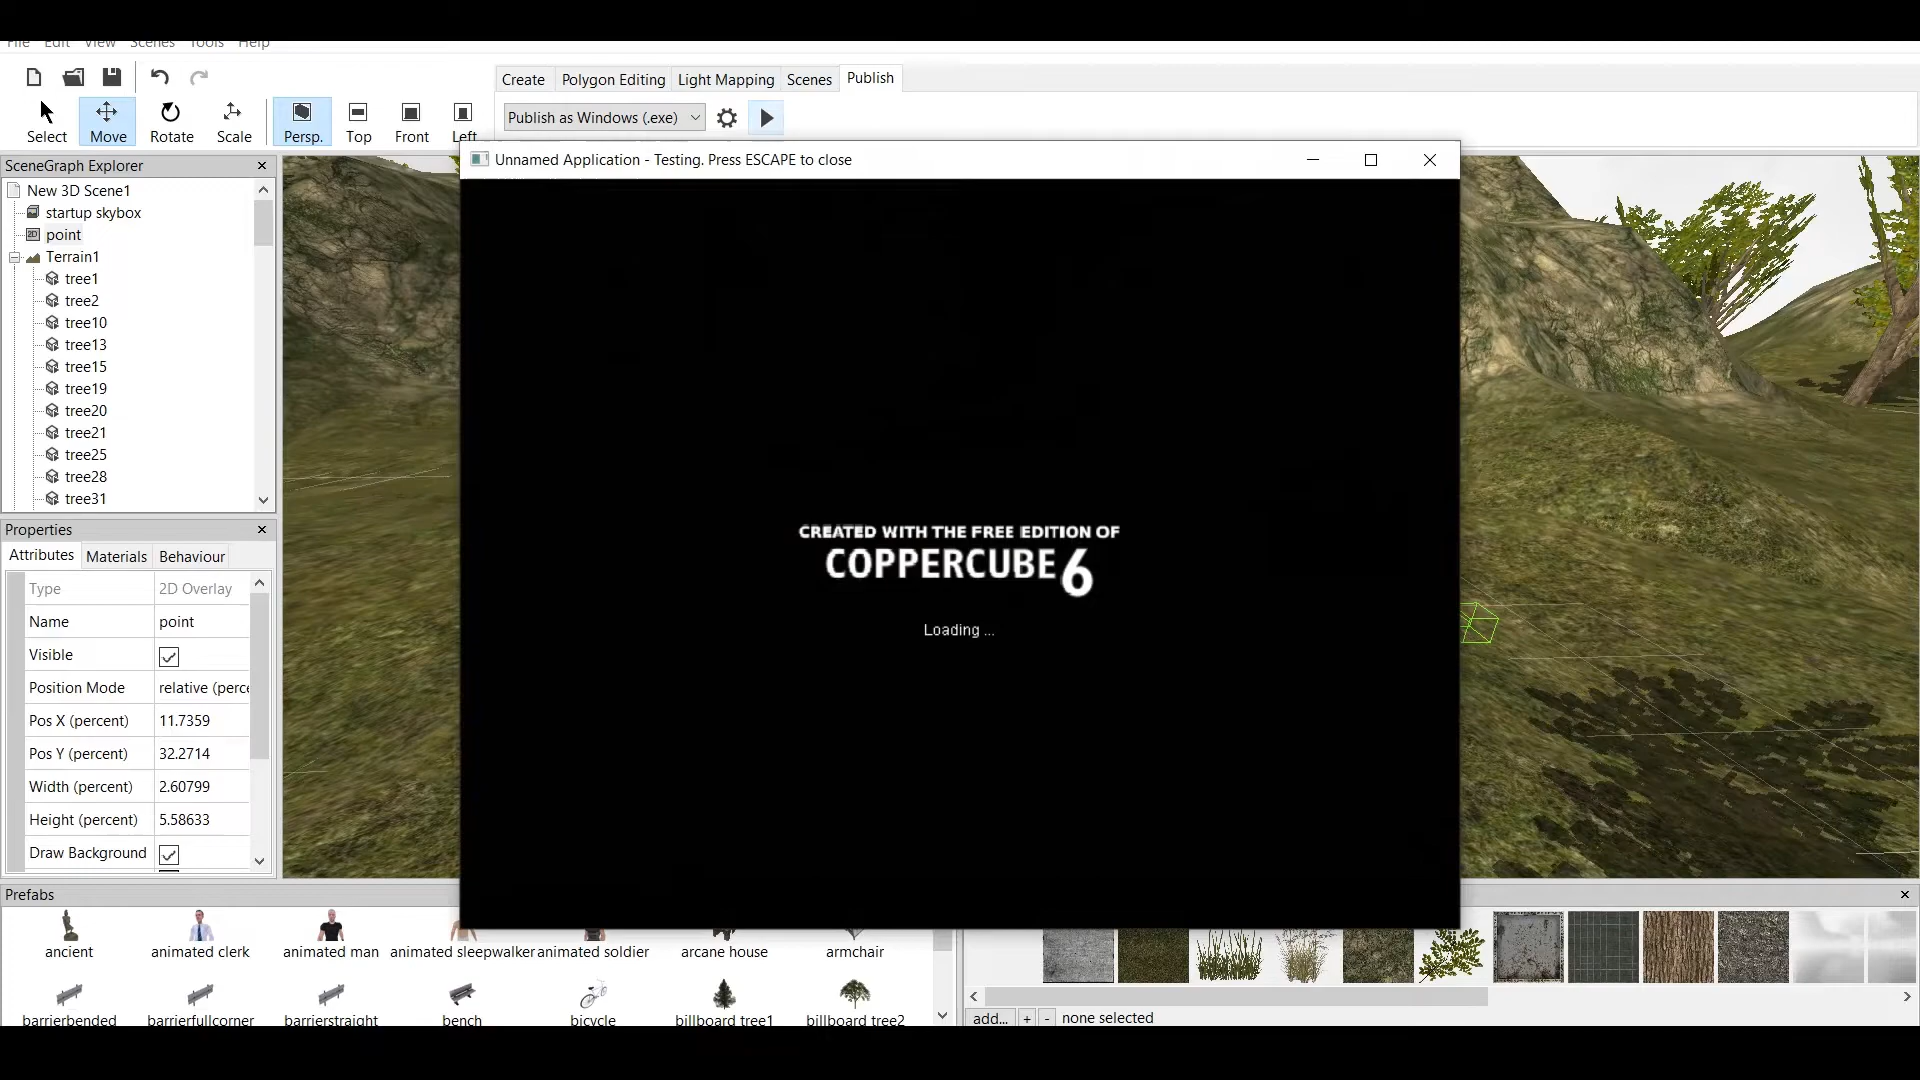 File Edit View Scenes Tools Help
Create Polygon Editing Light Mapping Scenes Publish
Publish as Windows (.exe)
Select Move Rotate Scale Persp. Top Front Left
SceneGraph Explorer
Unnamed Application - Testing. Press ESCAPE to close
New 3D Scene1
startup skybox
2D point
Terrain1
tree1
tree2
tree10
tree13
tree15
tree19
tree20
tree21
tree25
tree28
tree31
Properties
Attributes Materials Behaviour
Type 2D Overlay
Name point
Visible
Position Mode relative (perce
Pos X (percent) 11.7359
Pos Y (percent) 32.2714
Width (percent) 2.60799
Height (percent) 5.58633
Draw Background
CREATED WITH THE FREE EDITION OF
COPPERCUBE 6
Loading ...
Prefabs
ancient animated clerk animated man animated sleepwalker animated soldier arcane house armchair
barrierbended barrierfullcorner barrierstraight bench bicycle billboard tree1 billboard tree2
add... + - none selected